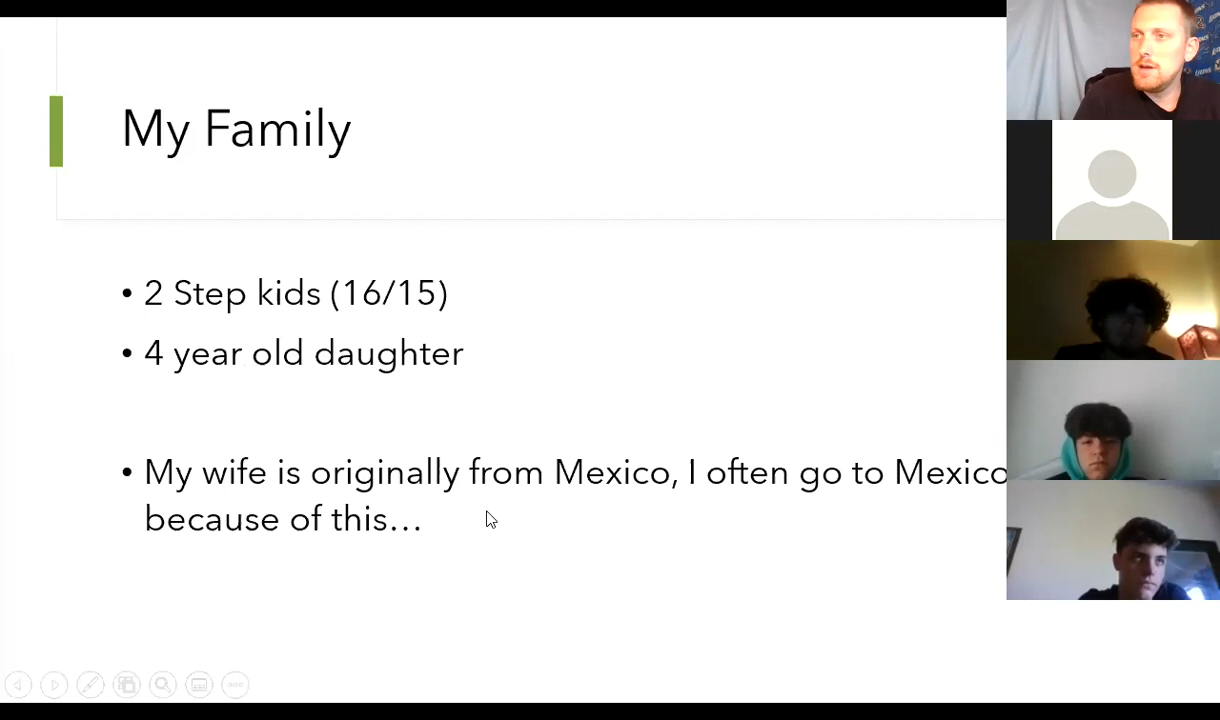 My Family
• 2 Step kids (16/15)
• 4 year old daughter
• My wife is originally from Mexico, I often go to Mexico
because of this…